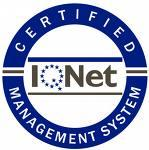 CERTIFIED
IQNet
MANAGEMENT SYSTEM